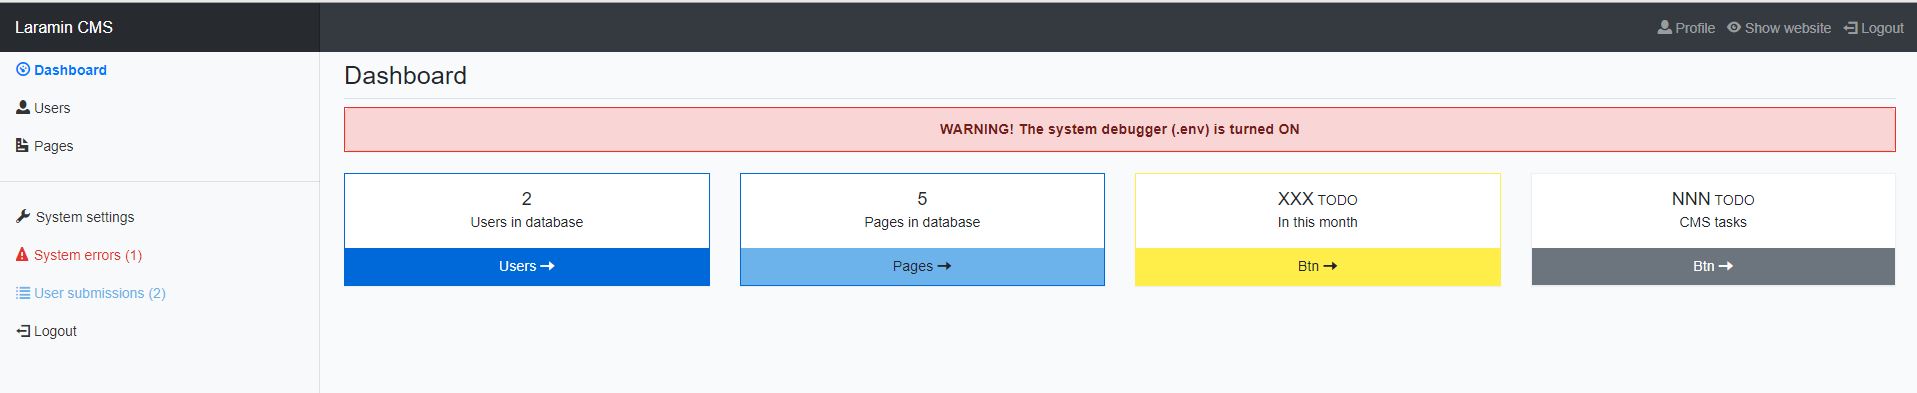 Laramin CMS
Profile Show website Logout
Dashboard
Users
Pages
System settings
System errors (1)
User submissions (2)
Logout
Dashboard
WARNING! The system debugger (.env) is turned ON
2
Users in database
Users
5
Pages in database
Pages
XXX TODO
In this month
Btn
NNN TODO
CMS tasks
Btn